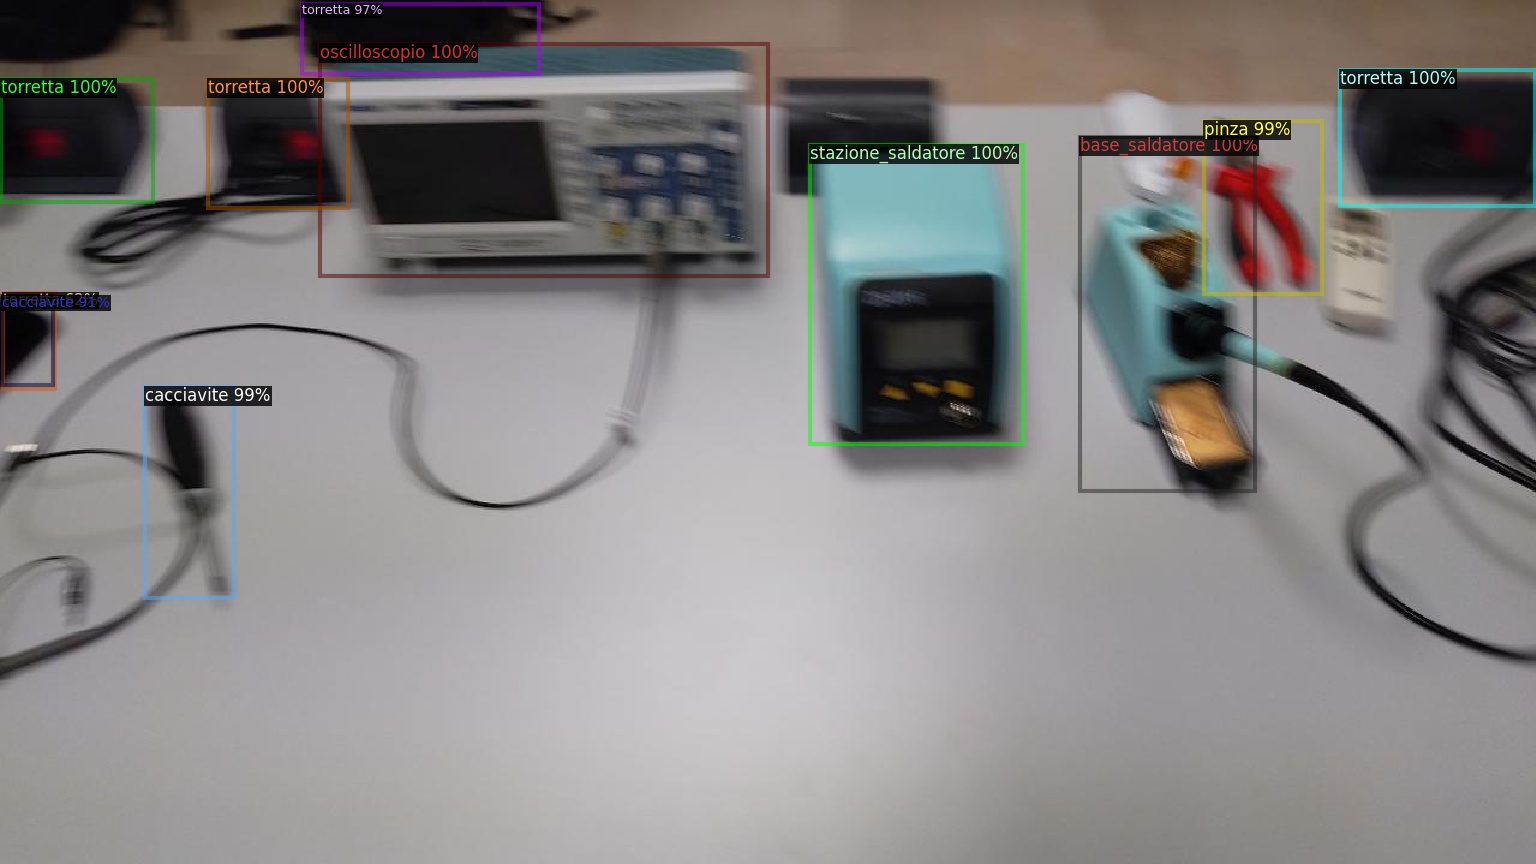 torretta 97%
oscilloscopio 100%
torretta 100%
torretta 100%
torretta 100%
pinza 99%
base_saldatore 100%
stazione_saldatore 100%
cacciavite 91%
cacciavite 99%